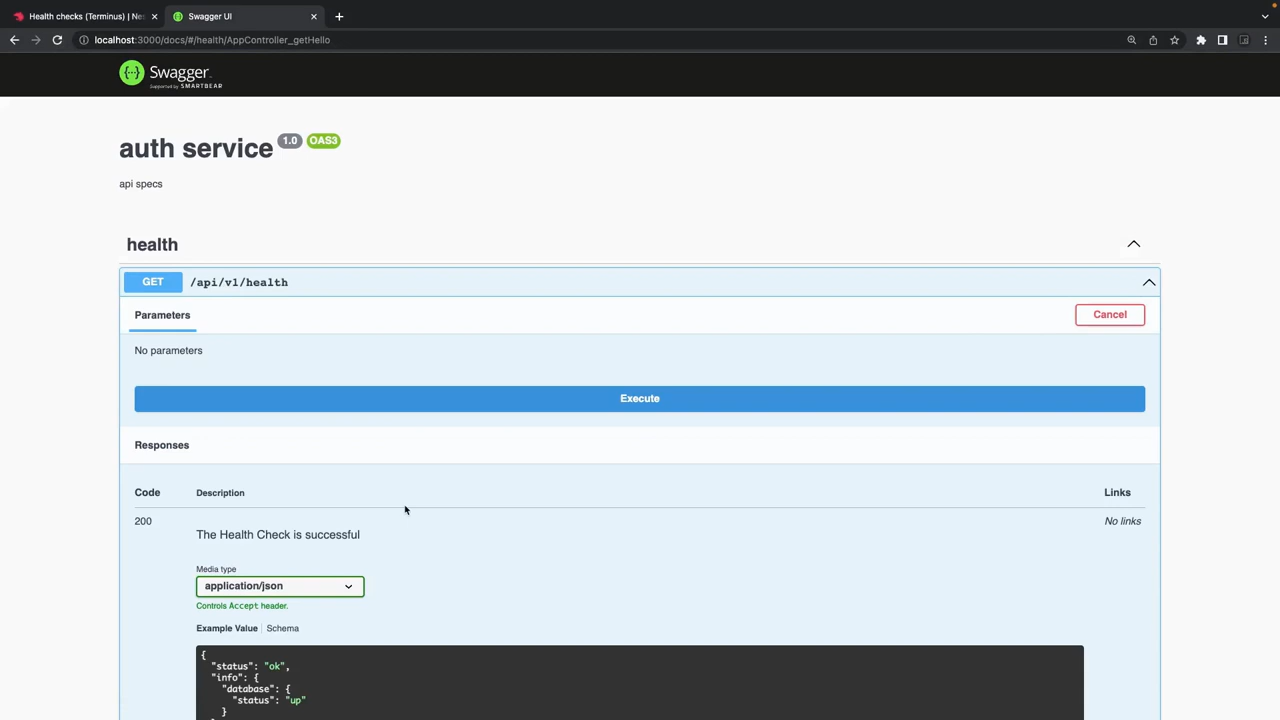 Health checks (Terminus) | Nes
Swagger UI
localhost:3000/docs/#/health/AppController_getHello
Swagger
Supported by SMARTBEAR
auth service 1.0 OAS3
api specs
health
GET /api/v1/health
Parameters
Cancel
No parameters
Execute
Responses
Code Description Links
200 No links
The Health Check is successful
Media type
application/json
Controls Accept header.
Example Value | Schema
{
"status": "ok",
"info": {
"database": {
"status": "up"
}